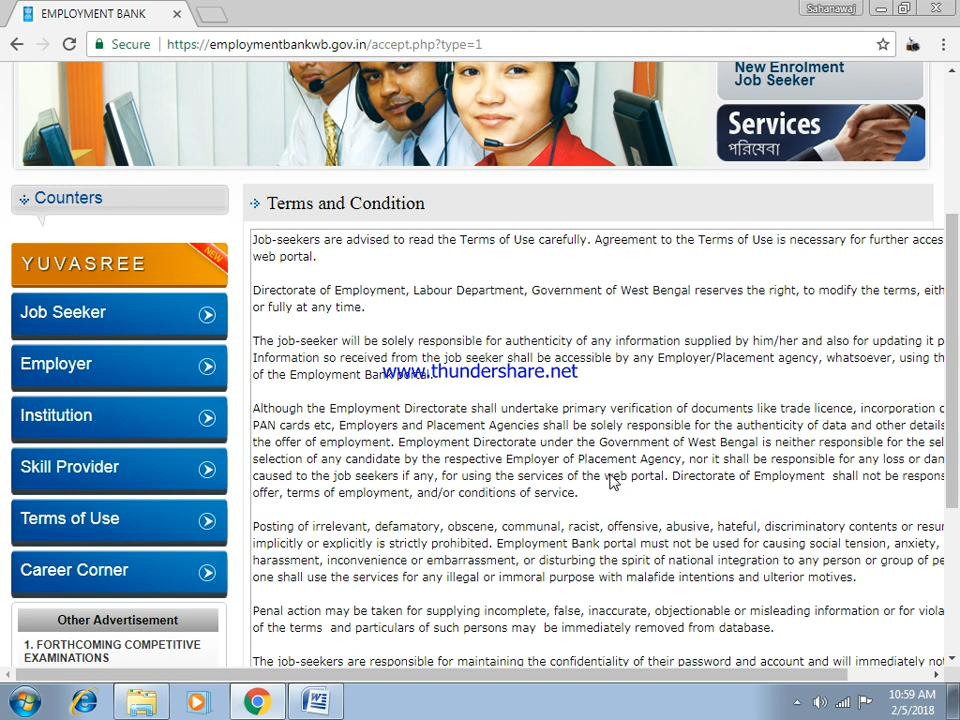 EMPLOYMENT BANK
Sahanawaj
Secure
https://employmentbankwb.gov.in/accept.php?type=1
New Enrolment
Job Seeker
Services
পরিষেবা
Counters
Terms and Condition
YUVASREE
NEW
Job Seeker
Employer
Institution
Skill Provider
Terms of Use
Career Corner
Other Advertisement
1. FORTHCOMING COMPETITIVE
EXAMINATIONS
Job-seekers are advised to read the Terms of Use carefully. Agreement to the Terms of Use is necessary for further acces
web portal.
Directorate of Employment, Labour Department, Government of West Bengal reserves the right, to modify the terms, eith
or fully at any time.
The job-seeker will be solely responsible for authenticity of any information supplied by him/her and also for updating it p
Information so received from the job seeker shall be accessible by any Employer/Placement agency, whatsoever, using th
of the Employment Bank portal.
www.thundershare.net
Although the Employment Directorate shall undertake primary verification of documents like trade licence, incorporation c
PAN cards etc, Employers and Placement Agencies shall be solely responsible for the authenticity of data and other details
the offer of employment. Employment Directorate under the Government of West Bengal is neither responsible for the sel
selection of any candidate by the respective Employer of Placement Agency, nor it shall be responsible for any loss or dan
caused to the job seekers if any, for using the services of the web portal. Directorate of Employment  shall not be respons
offer, terms of employment, and/or conditions of service.
Posting of irrelevant, defamatory, obscene, communal, racist, offensive, abusive, hateful, discriminatory contents or resum
implicitly or explicitly is strictly prohibited. Employment Bank portal must not be used for causing social tension, anxiety,
harassment, inconvenience or embarrassment, or disturbing the spirit of national integration to any person or group of pe
one shall use the services for any illegal or immoral purpose with malafide intentions and ulterior motives.
Penal action may be taken for supplying incomplete, false, inaccurate, objectionable or misleading information or for viola
of the terms  and particulars of such persons may  be immediately removed from database.
The job-seekers are responsible for maintaining the confidentiality of their password and account and will immediately not
10:59 AM
2/5/2018